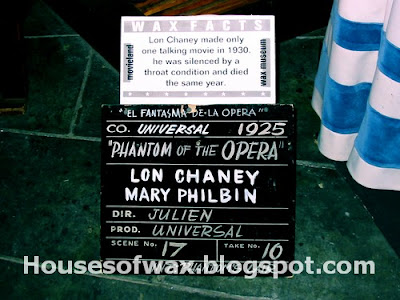 WAX FACTS
movieland
Lon Chaney made only
one talking movie in 1930.
he was silenced by a
throat condition and died
the same year.
wax museum
"EL FANTASMA-DE-LA OPERA"
CO. UNIVERSAL 1925
"PHANTOM OF THE OPERA"
LON CHANEY
MARY PHILBIN
DIR. JULIEN
PROD. UNIVERSAL
SCENE No. 17 TAKE No. 10
Housesofwax.blogspot.com